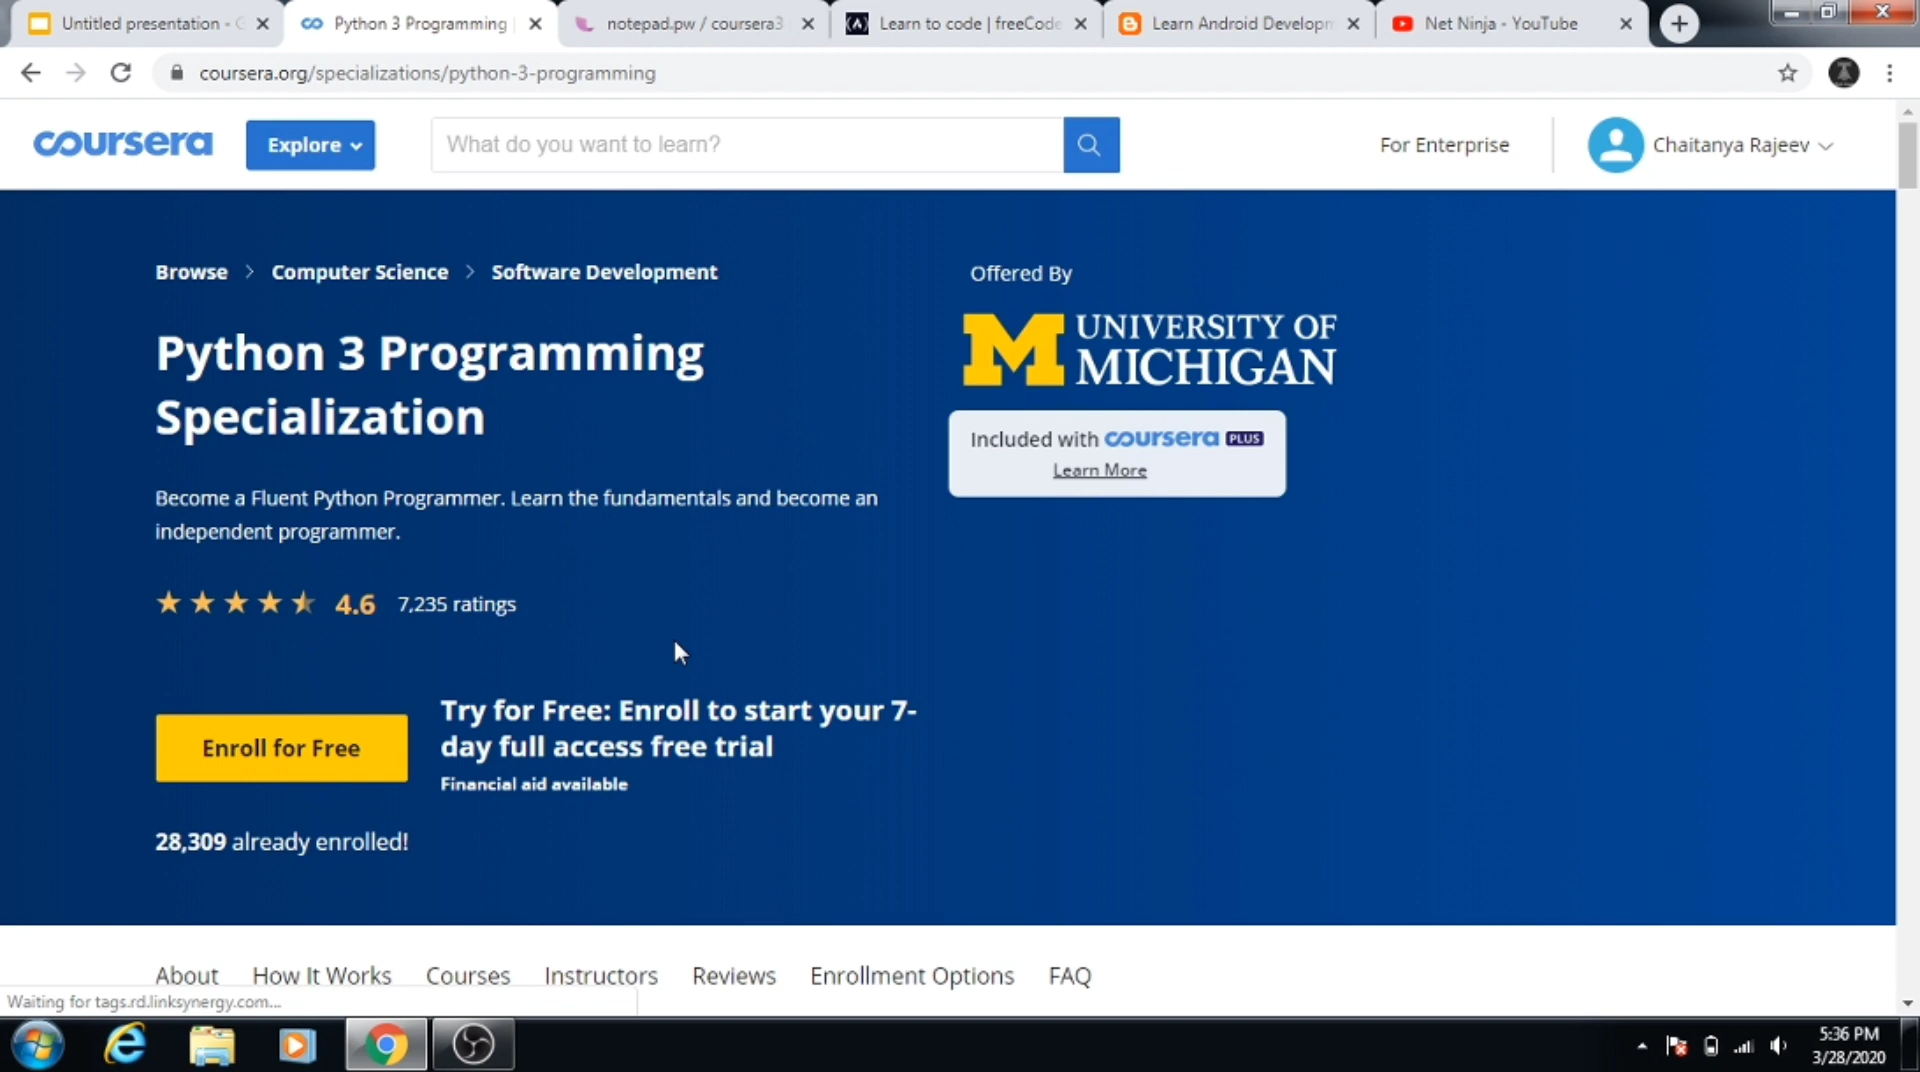 Untitled presentation - G
Python 3 Programming
notepad.pw / coursera3
Learn to code | freeCode
Learn Android Developm
Net Ninja - YouTube
coursera.org/specializations/python-3-programming
coursera
Explore
What do you want to learn?
For Enterprise
Chaitanya Rajeev
Browse > Computer Science > Software Development
Python 3 Programming
Specialization
Become a Fluent Python Programmer. Learn the fundamentals and become an
independent programmer.
4.6 7,235 ratings
Enroll for Free
Try for Free: Enroll to start your 7-
day full access free trial
Financial aid available
28,309 already enrolled!
Offered By
M UNIVERSITY OF
MICHIGAN
Included with coursera PLUS
Learn More
About How It Works Courses Instructors Reviews Enrollment Options FAQ
Waiting for tags.rd.linksynergy.com...
5:36 PM
3/28/2020